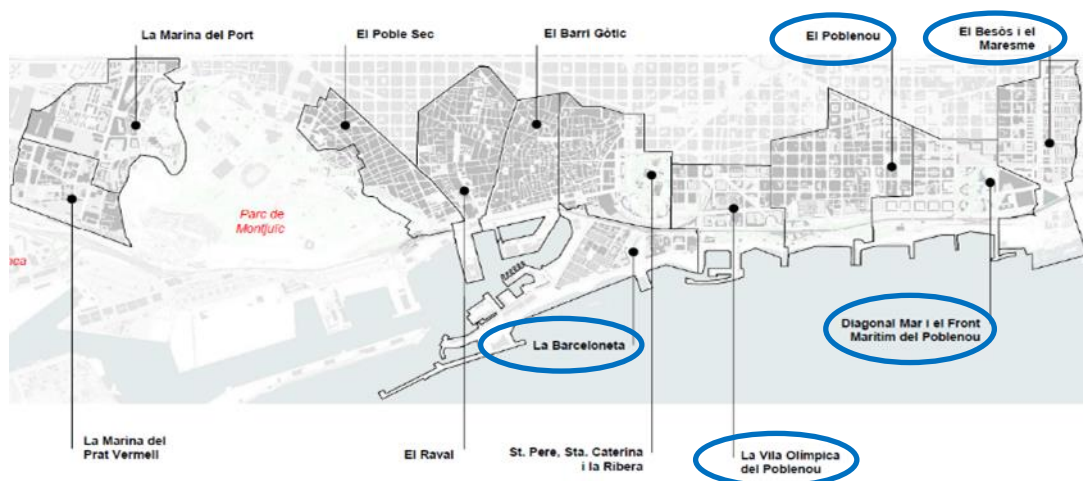 La Marina del Port
El Poble Sec
El Barri Gòtic
El Poblenou
El Besòs i el
Maresme
Parc de
Montjuïc
nca
La Barceloneta
Diagonal Mar i el Front
Marítim del Poblenou
La Marina del
Prat Vermell
El Raval
St. Pere, Sta. Caterina
i la Ribera
La Vila Olímpica
del Poblenou